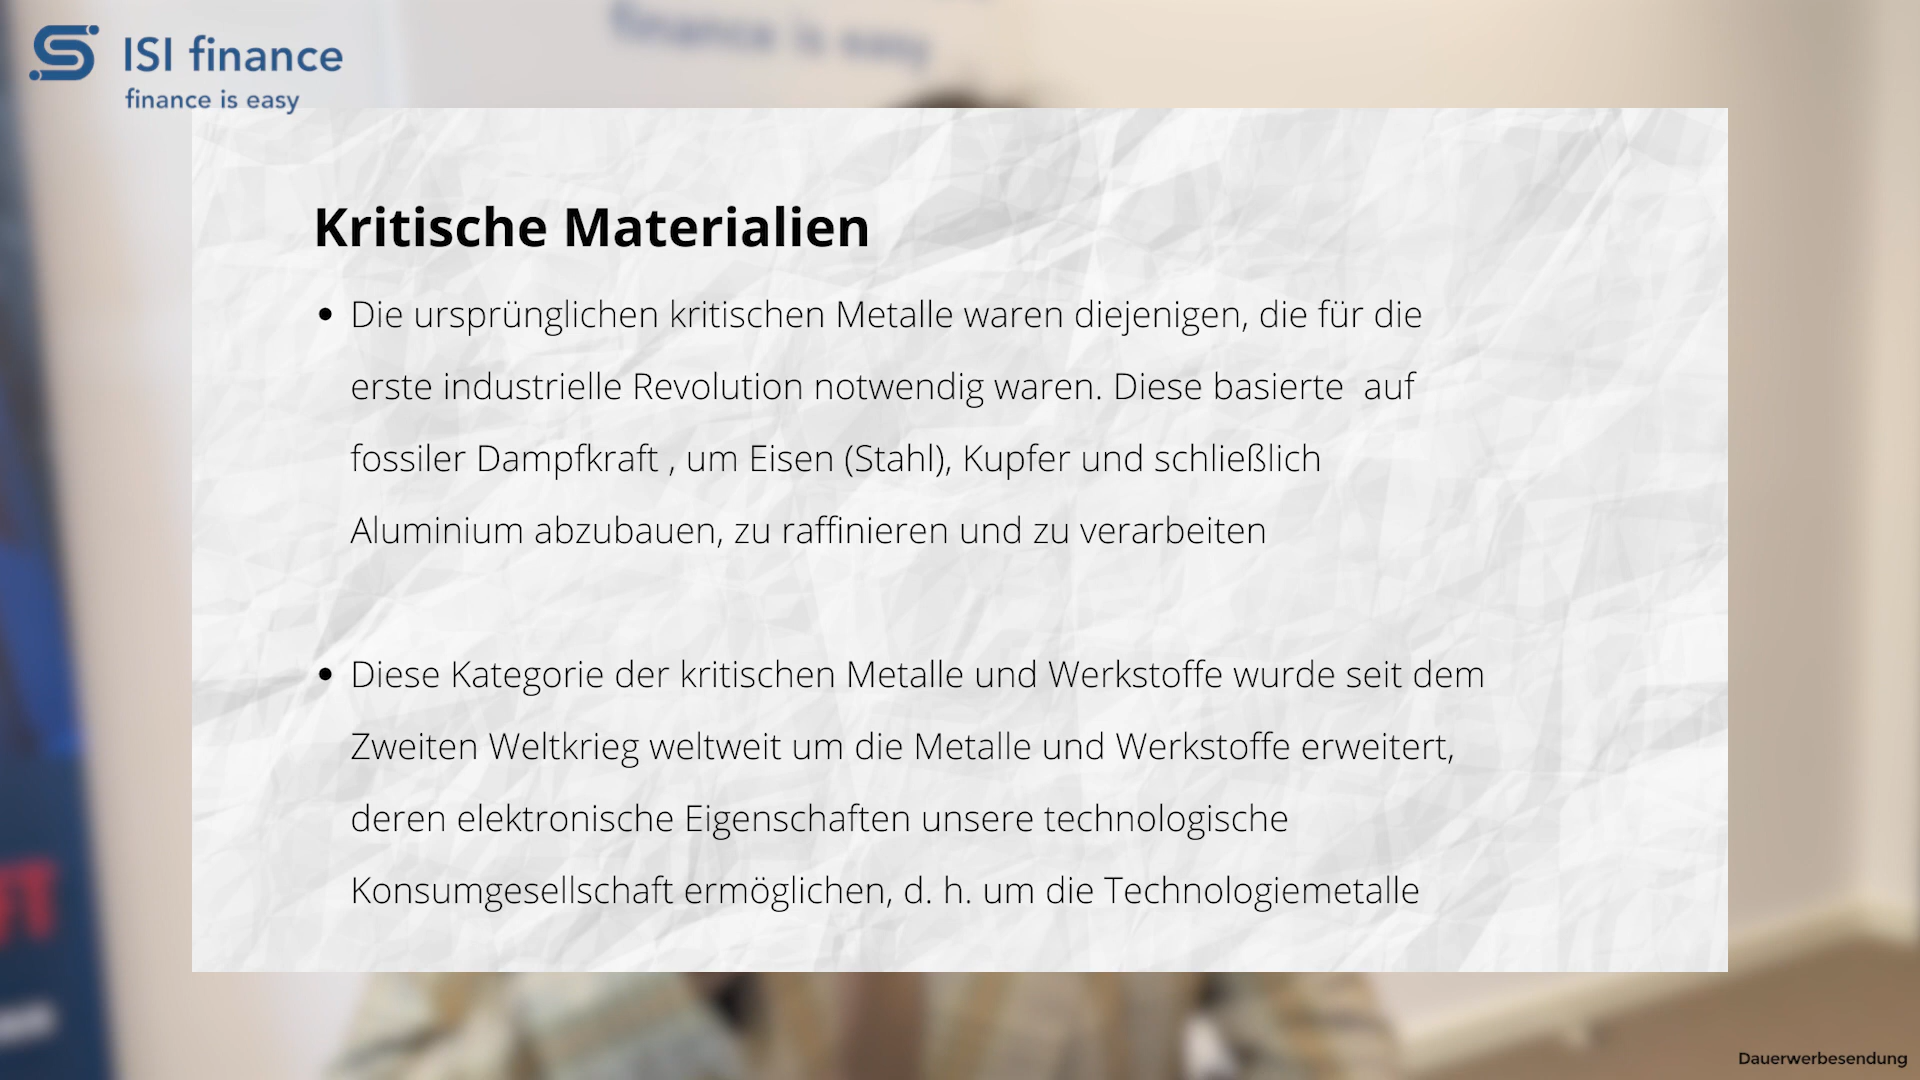 finance is easy
ISI finance
finance is easy
Kritische Materialien
• Die ursprünglichen kritischen Metalle waren diejenigen, die für die
erste industrielle Revolution notwendig waren. Diese basierte  auf
fossiler Dampfkraft , um Eisen (Stahl), Kupfer und schließlich
Aluminium abzubauen, zu raffinieren und zu verarbeiten
• Diese Kategorie der kritischen Metalle und Werkstoffe wurde seit dem
Zweiten Weltkrieg weltweit um die Metalle und Werkstoffe erweitert,
deren elektronische Eigenschaften unsere technologische
Konsumgesellschaft ermöglichen, d. h. um die Technologiemetalle
Dauerwerbesendung